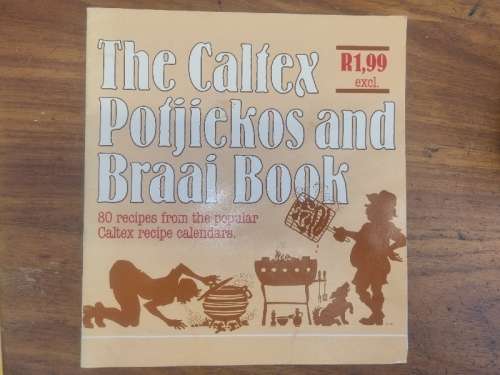 The Caltex
R1,99
excl.
Potjiekos and
Braai Book
80 recipes from the popular
Caltex recipe calendars.